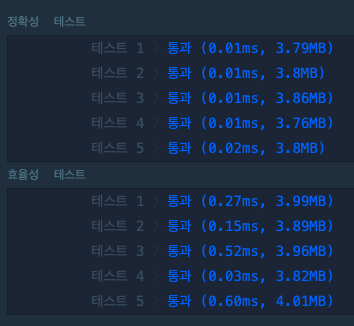 정확성 테스트
테스트 1 〉 통과 (0.01ms, 3.79MB)
테스트 2 〉 통과 (0.01ms, 3.8MB)
테스트 3 〉 통과 (0.01ms, 3.86MB)
테스트 4 〉 통과 (0.01ms, 3.76MB)
테스트 5 〉 통과 (0.02ms, 3.8MB)
효율성 테스트
테스트 1 〉 통과 (0.27ms, 3.99MB)
테스트 2 〉 통과 (0.15ms, 3.89MB)
테스트 3 〉 통과 (0.52ms, 3.96MB)
테스트 4 〉 통과 (0.03ms, 3.82MB)
테스트 5 〉 통과 (0.60ms, 4.01MB)